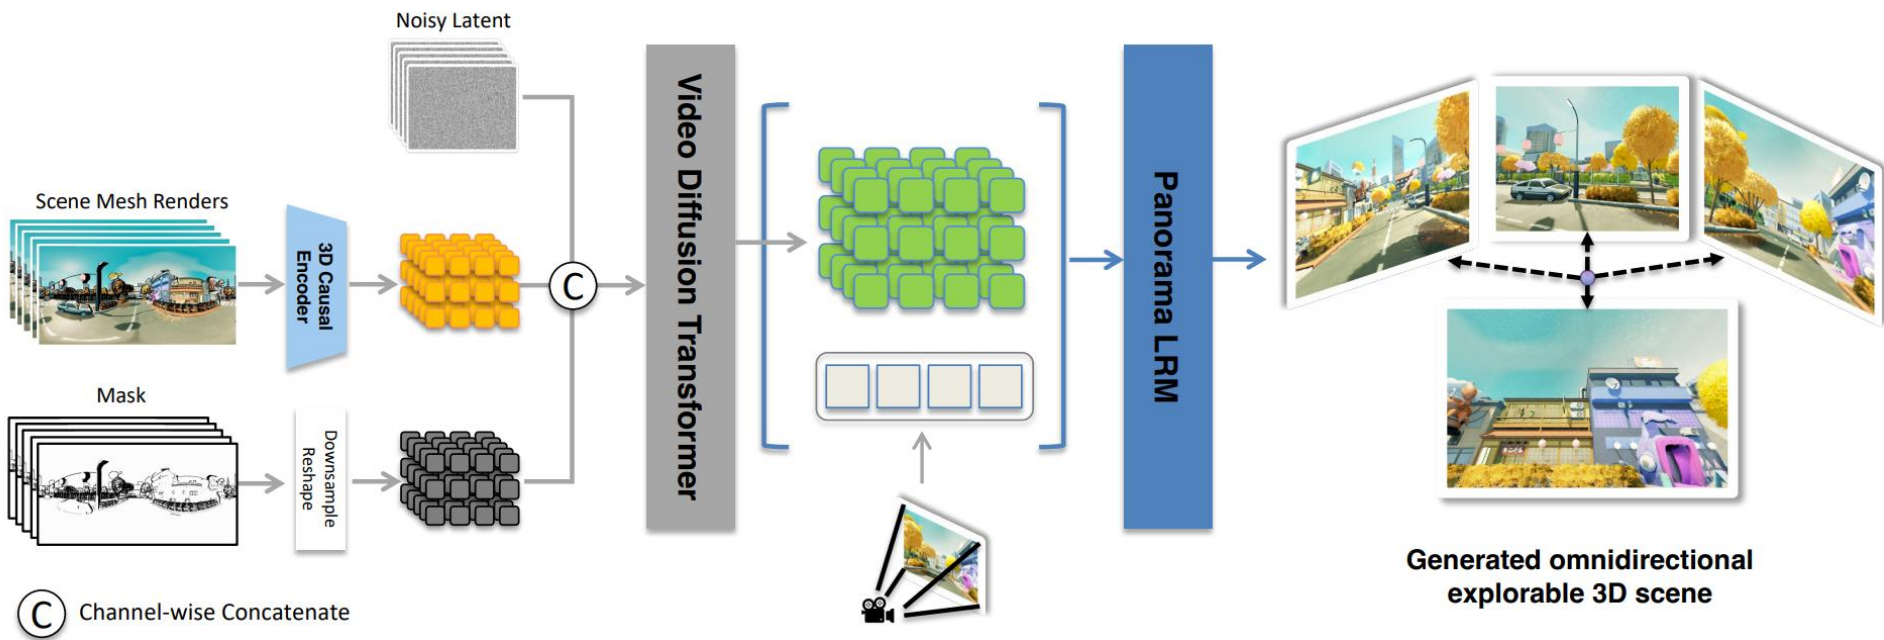 Noisy Latent
Scene Mesh Renders
3D Causal
Encoder
C
Mask
Downsample
Reshape
Video Diffusion Transformer
Panorama LRM
Generated omnidirectional
explorable 3D scene
C Channel-wise Concatenate